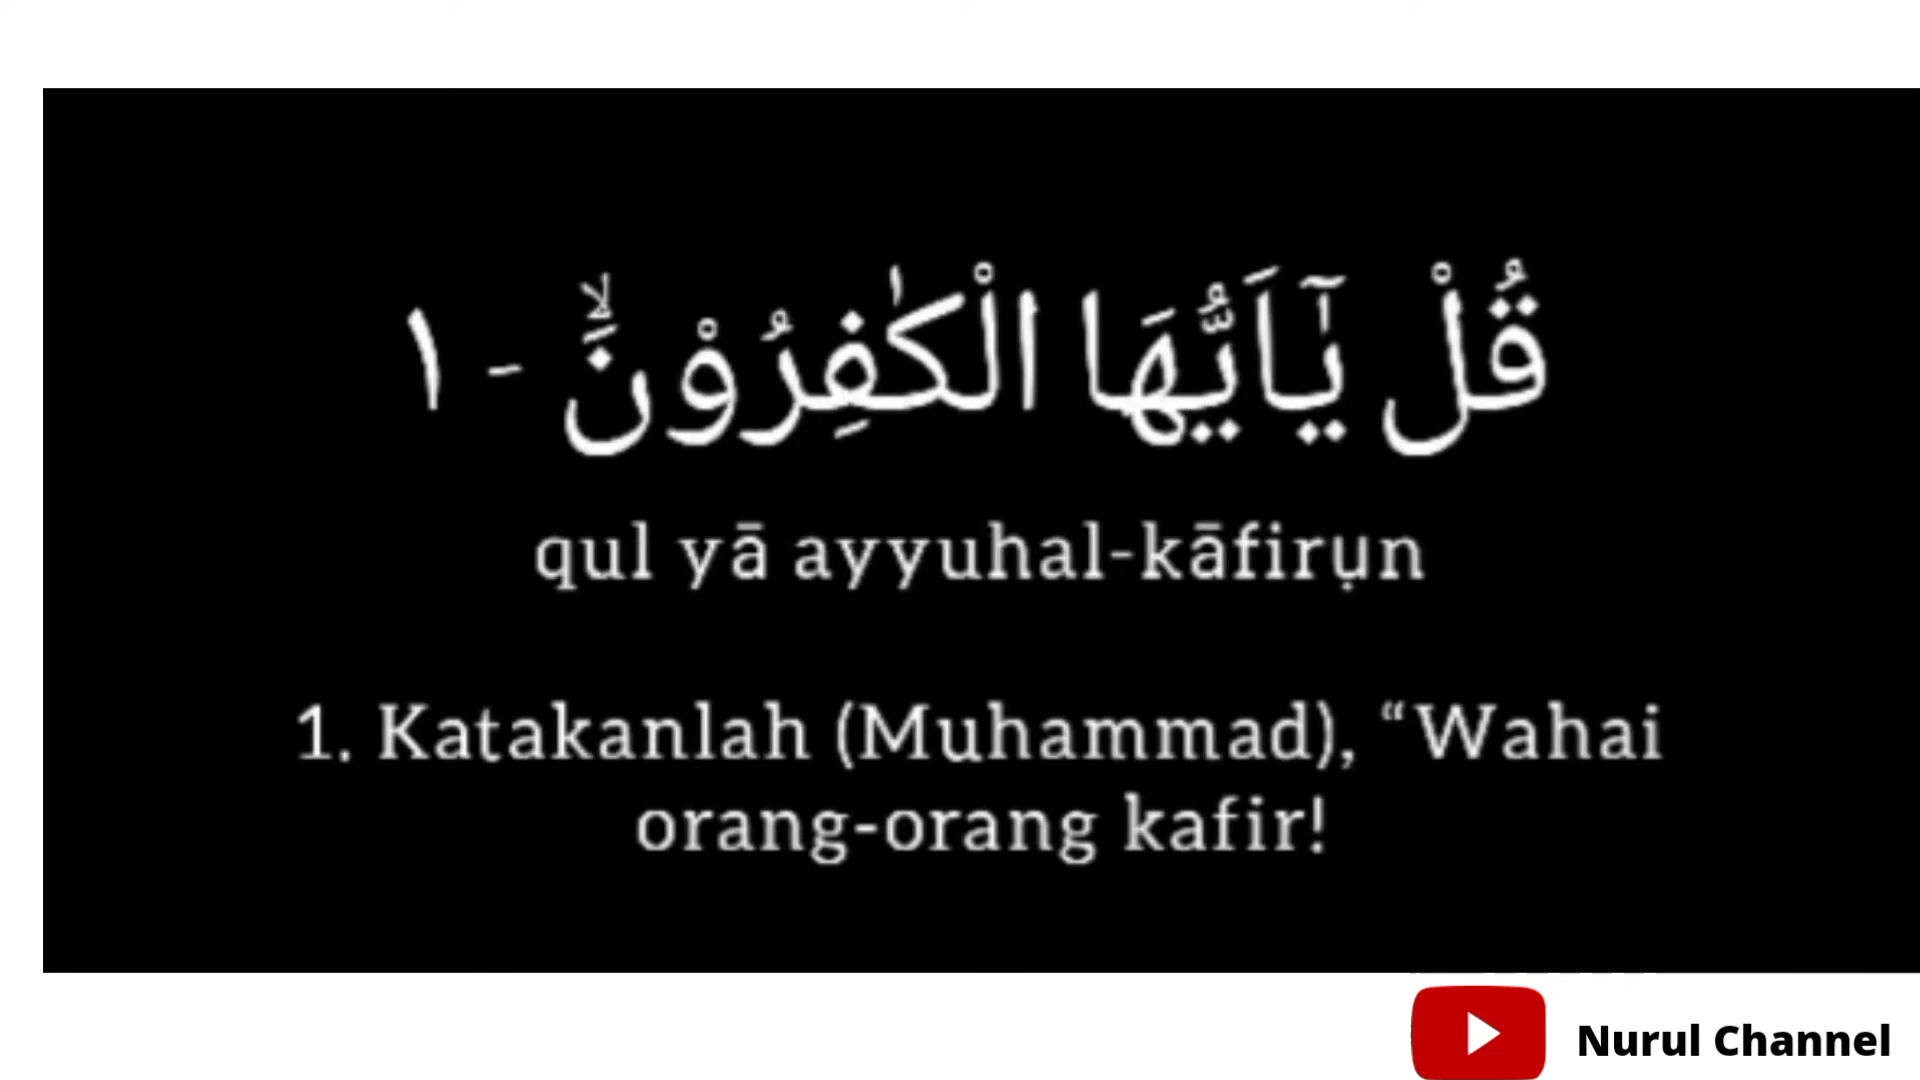 قُلْ يٰٓاَيُّهَا الْكٰفِرُوْنَۙ - ١
qul yā ayyuhal-kāfirụn
1. Katakanlah (Muhammad), “Wahai
orang-orang kafir!
Nurul Channel